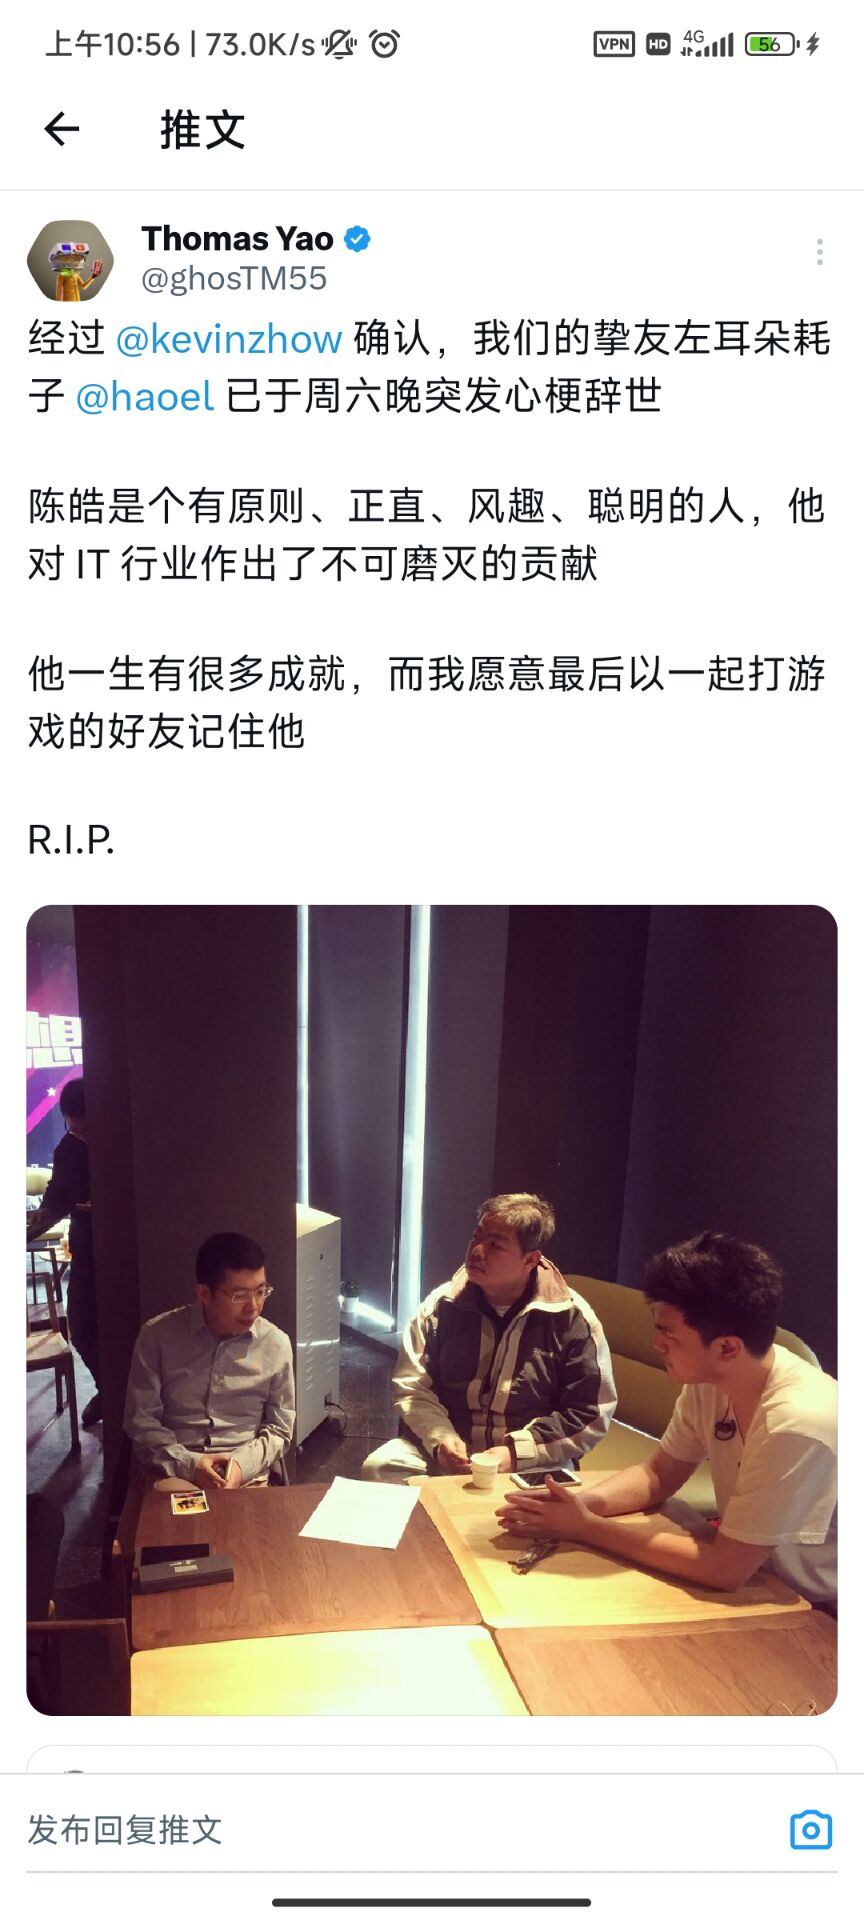 上午10:56 | 73.0K/s
VPN HD 4G 56
推文
Thomas Yao
@ghosTM55
经过 @kevinzhow 确认，我们的挚友左耳朵耗
子 @haoel 已于周六晚突发心梗辞世
陈皓是个有原则、正直、风趣、聪明的人，他
对 IT 行业作出了不可磨灭的贡献
他一生有很多成就，而我愿意最后以一起打游
戏的好友记住他
R.I.P.
发布回复推文